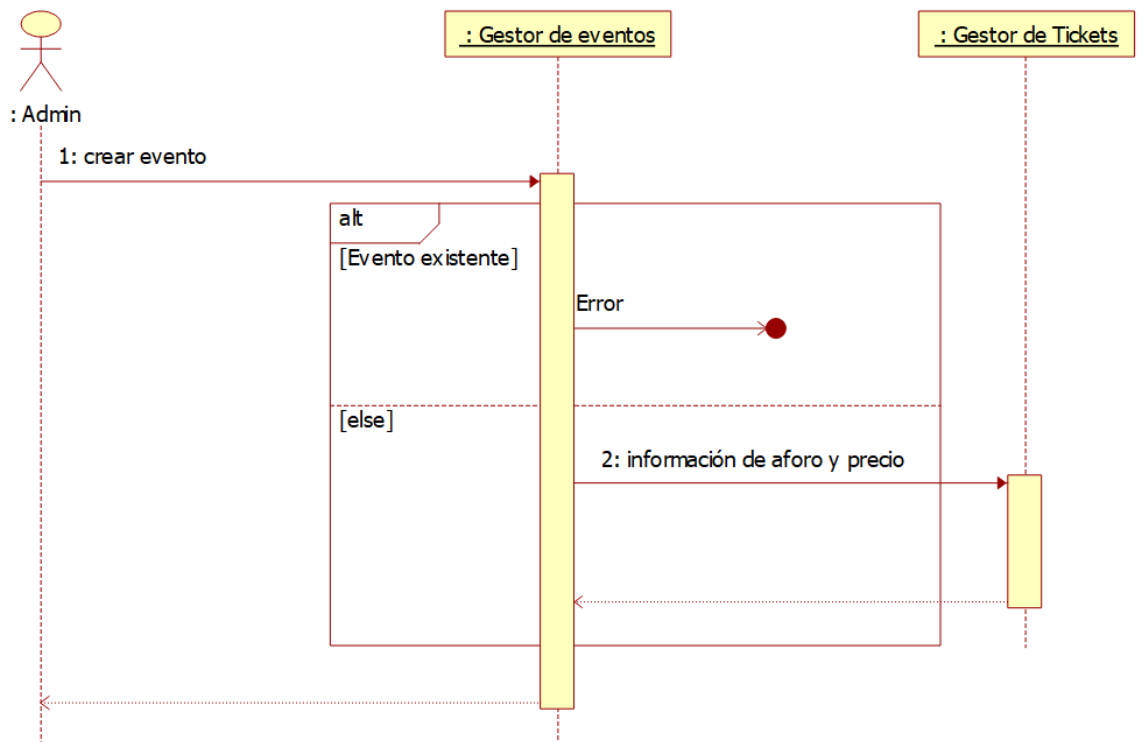 : Gestor de eventos
: Gestor de Tickets
: Admin
1: crear evento
alt
[Evento existente]
Error
[else]
2: información de aforo y precio